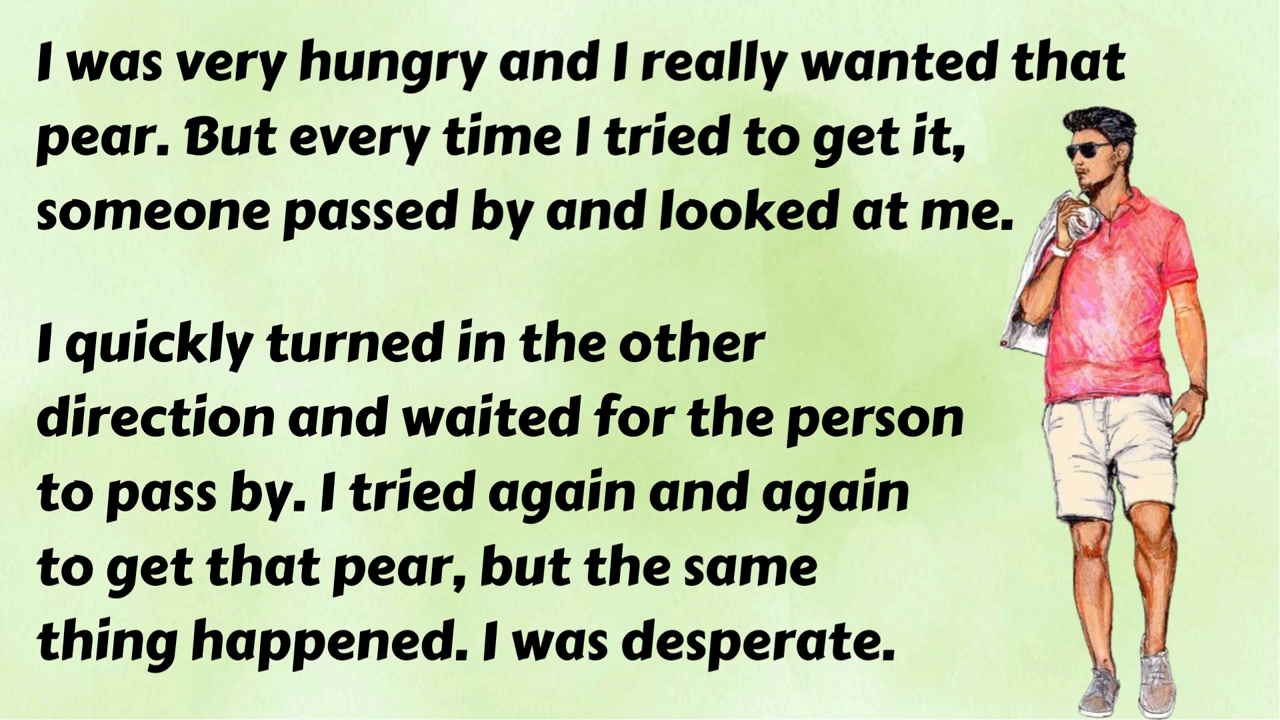 I was very hungry and I really wanted that
pear. But every time I tried to get it,
someone passed by and looked at me.
I quickly turned in the other
direction and waited for the person
to pass by. I tried again and again
to get that pear, but the same
thing happened. I was desperate.